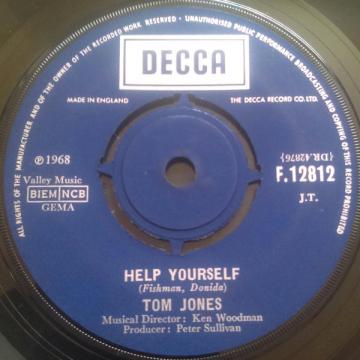 ALL RIGHTS OF THE MANUFACTURER AND OF THE OWNER OF THE RECORDED WORK RESERVED • UNAUTHORISED PUBLIC PERFORMANCE BROADCASTING AND COPYING OF THIS RECORD PROHIBITED
DECCA
MADE IN ENGLAND
THE DECCA RECORD CO. LTD.
℗ 1968
Valley Music
BIEM NCB
GEMA
(DR.42876)
F.12812
J.T.
HELP YOURSELF
(Fishman, Donida)
TOM JONES
Musical Director: Ken Woodman
Producer: Peter Sullivan